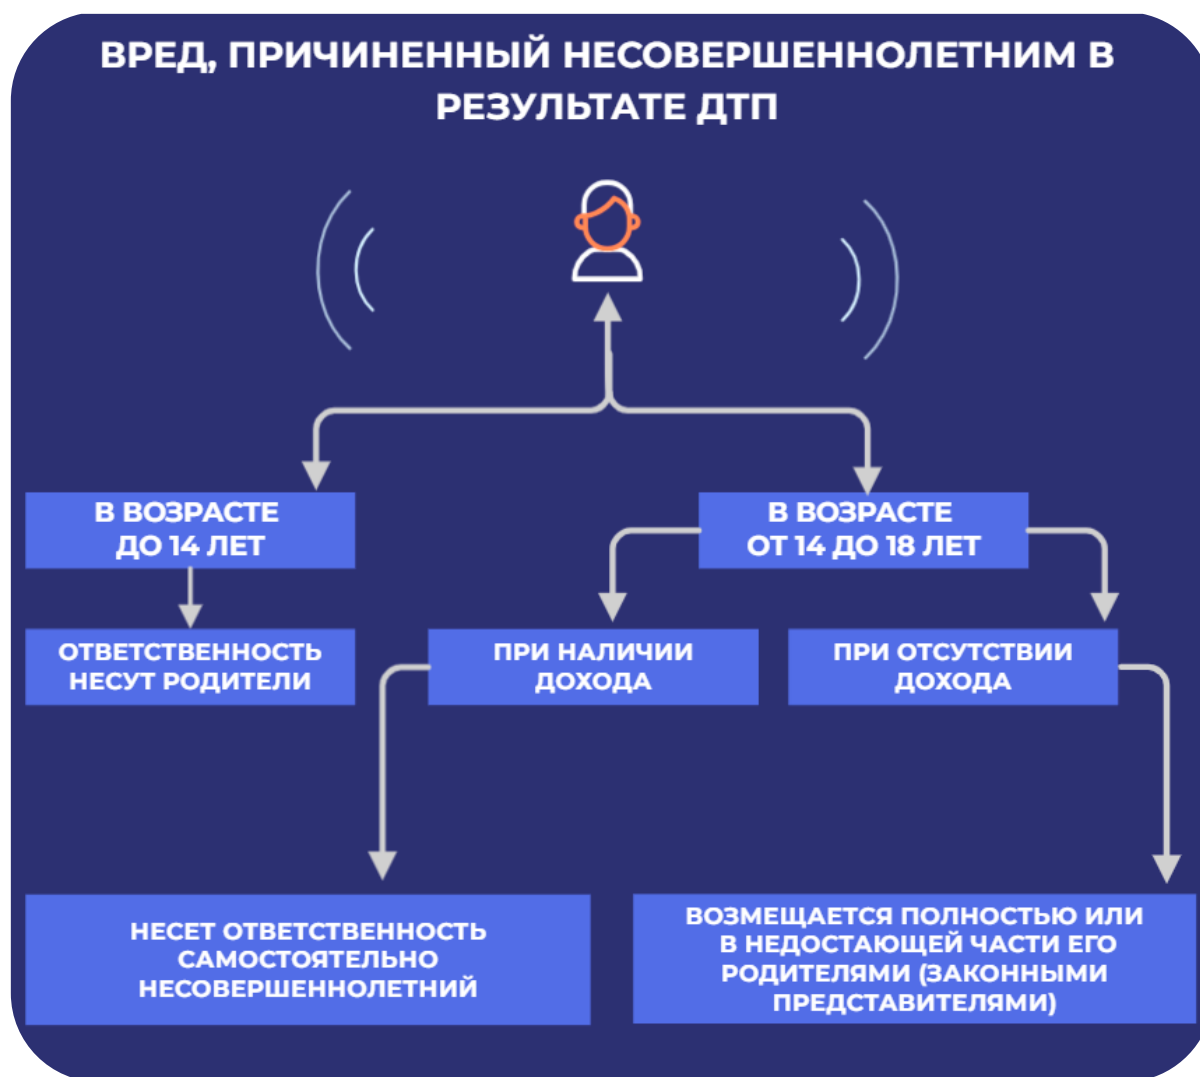 ВРЕД, ПРИЧИНЕННЫЙ НЕСОВЕРШЕННОЛЕТНИМ В
РЕЗУЛЬТАТЕ ДТП
В ВОЗРАСТЕ
ДО 14 ЛЕТ
В ВОЗРАСТЕ
ОТ 14 ДО 18 ЛЕТ
ОТВЕТСТВЕННОСТЬ
НЕСУТ РОДИТЕЛИ
ПРИ НАЛИЧИИ
ДОХОДА
ПРИ ОТСУТСТВИИ
ДОХОДА
НЕСЕТ ОТВЕТСТВЕННОСТЬ
САМОСТОЯТЕЛЬНО
НЕСОВЕРШЕННОЛЕТНИЙ
ВОЗМЕЩАЕТСЯ ПОЛНОСТЬЮ ИЛИ
В НЕДОСТАЮЩЕЙ ЧАСТИ ЕГО
РОДИТЕЛЯМИ (ЗАКОННЫМИ
ПРЕДСТАВИТЕЛЯМИ)